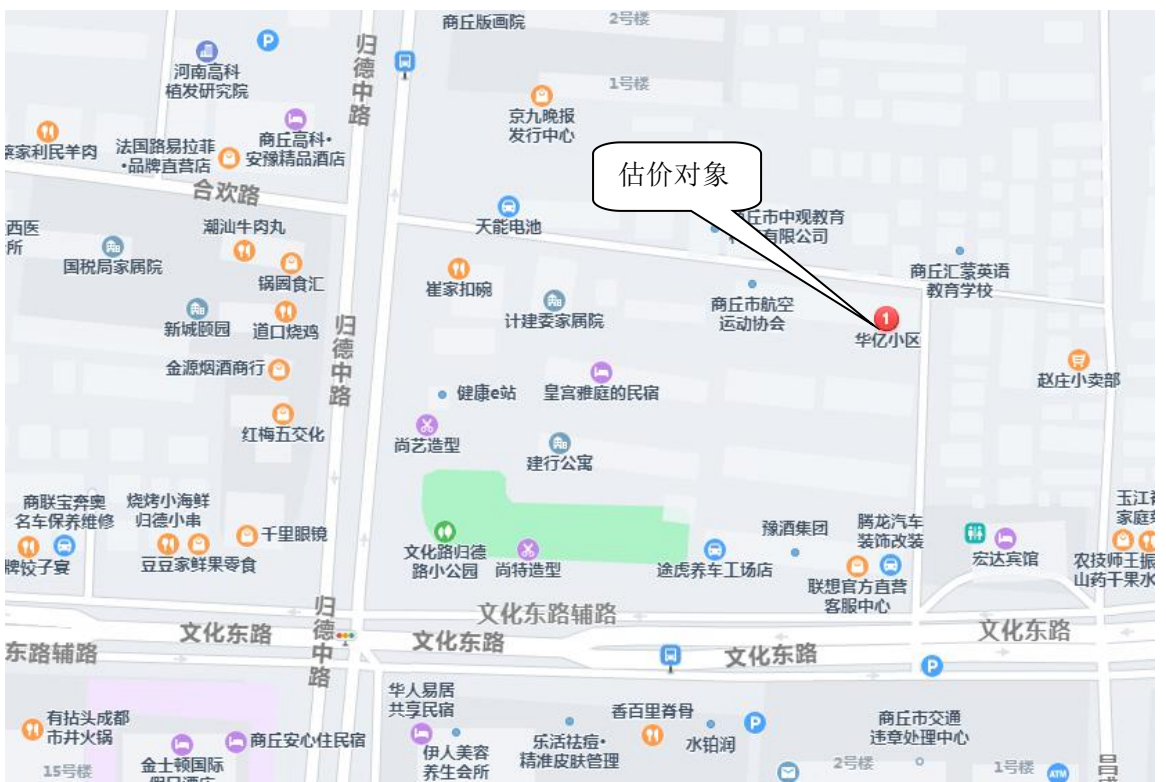 商丘版画院
2号楼
P
归德中路
河南高科
植发研究院
1号楼
京九晚报
发行中心
家利民羊肉
法国路易拉菲
·品牌直营店
商丘高科·
安豫精品酒店
估价对象
合欢路
西医
所
国税局家属院
潮汕牛肉丸
锅圆食汇
天能电池
丘市中观教育
有限公司
崔家扣碗
计建委家属院
商丘市航空
运动协会
商丘汇蒙英语
教育学校
1
华亿小区
新城颐园
道口烧鸡
归德中路
金源烟酒商行
健康e站
皇宫雅庭的民宿
赵庄小卖部
红梅五交化
尚艺造型
建行公寓
商联宝奔奥
名车保养维修
烧烤小海鲜
归德小串
千里眼镜
牌饺子宴
豆豆家鲜果零食
文化路归德
路小公园
尚特造型
途虎养车工场店
豫酒集团
腾龙汽车
装饰改装
联想官方直营
客服中心
宏达宾馆
玉江
家庭
农技师王振
山药干果水
文化东路辅路
归德中路
文化东路
文化东路
文化东路
文化东路
东路辅路
P
华人易居
共享民宿
有拈头成都
市井火锅
金士顿国际
假日酒店
商丘安心住民宿
15号楼
伊人美容
养生会所
乐活祛痘·
精准皮肤管理
香百里脊骨
水铂润
P
商丘市交通
违章处理中心
2号楼
1号楼
ATM
昌